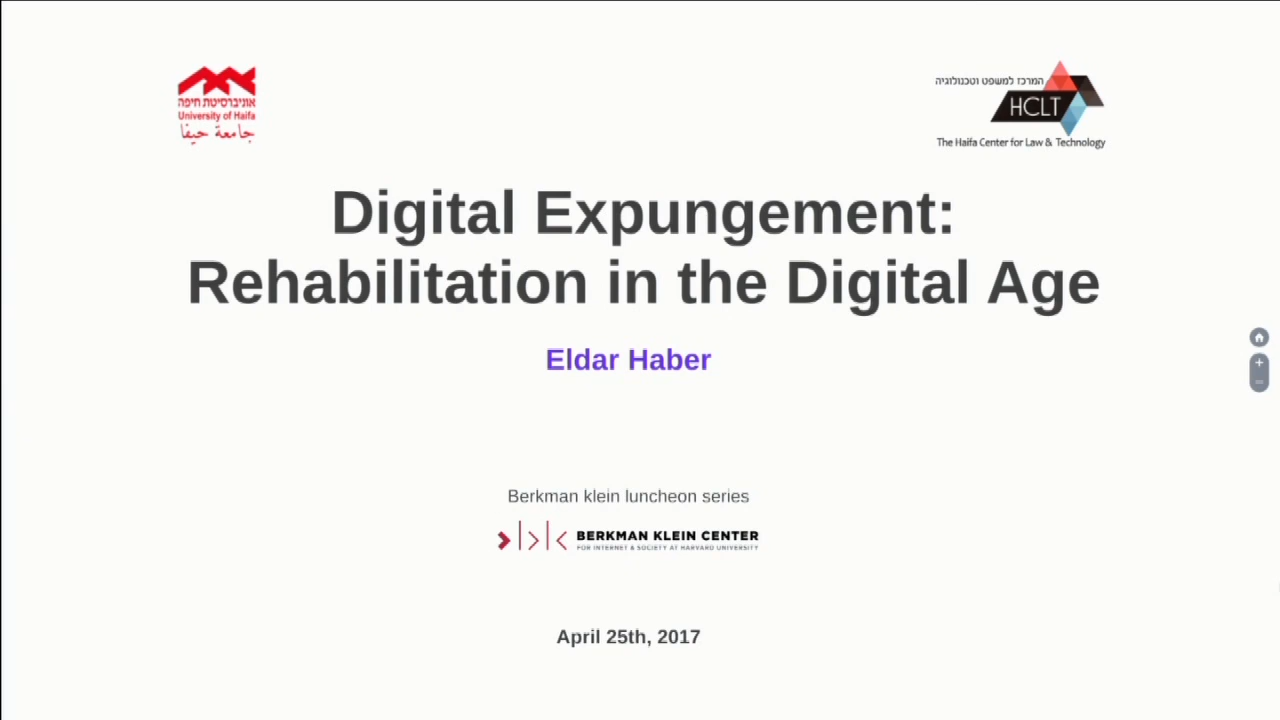 אוניברסיטת חיפה
University of Haifa
جامعة حيفا
המרכז למשפט וטכנולוגיה
HCLT
The Haifa Center for Law & Technology
Digital Expungement:
Rehabilitation in the Digital Age
Eldar Haber
Berkman klein luncheon series
BERKMAN KLEIN CENTER
FOR INTERNET & SOCIETY AT HARVARD UNIVERSITY
April 25th, 2017